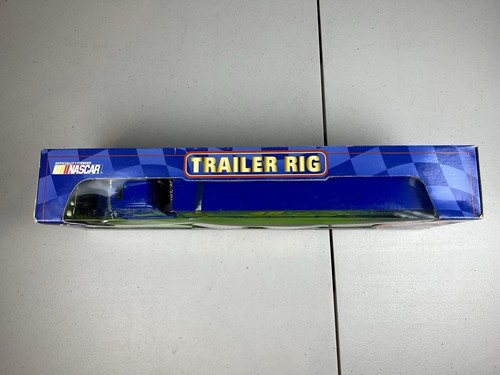 OFFICIALLY LICENSED
NASCAR
TRAILER RIG